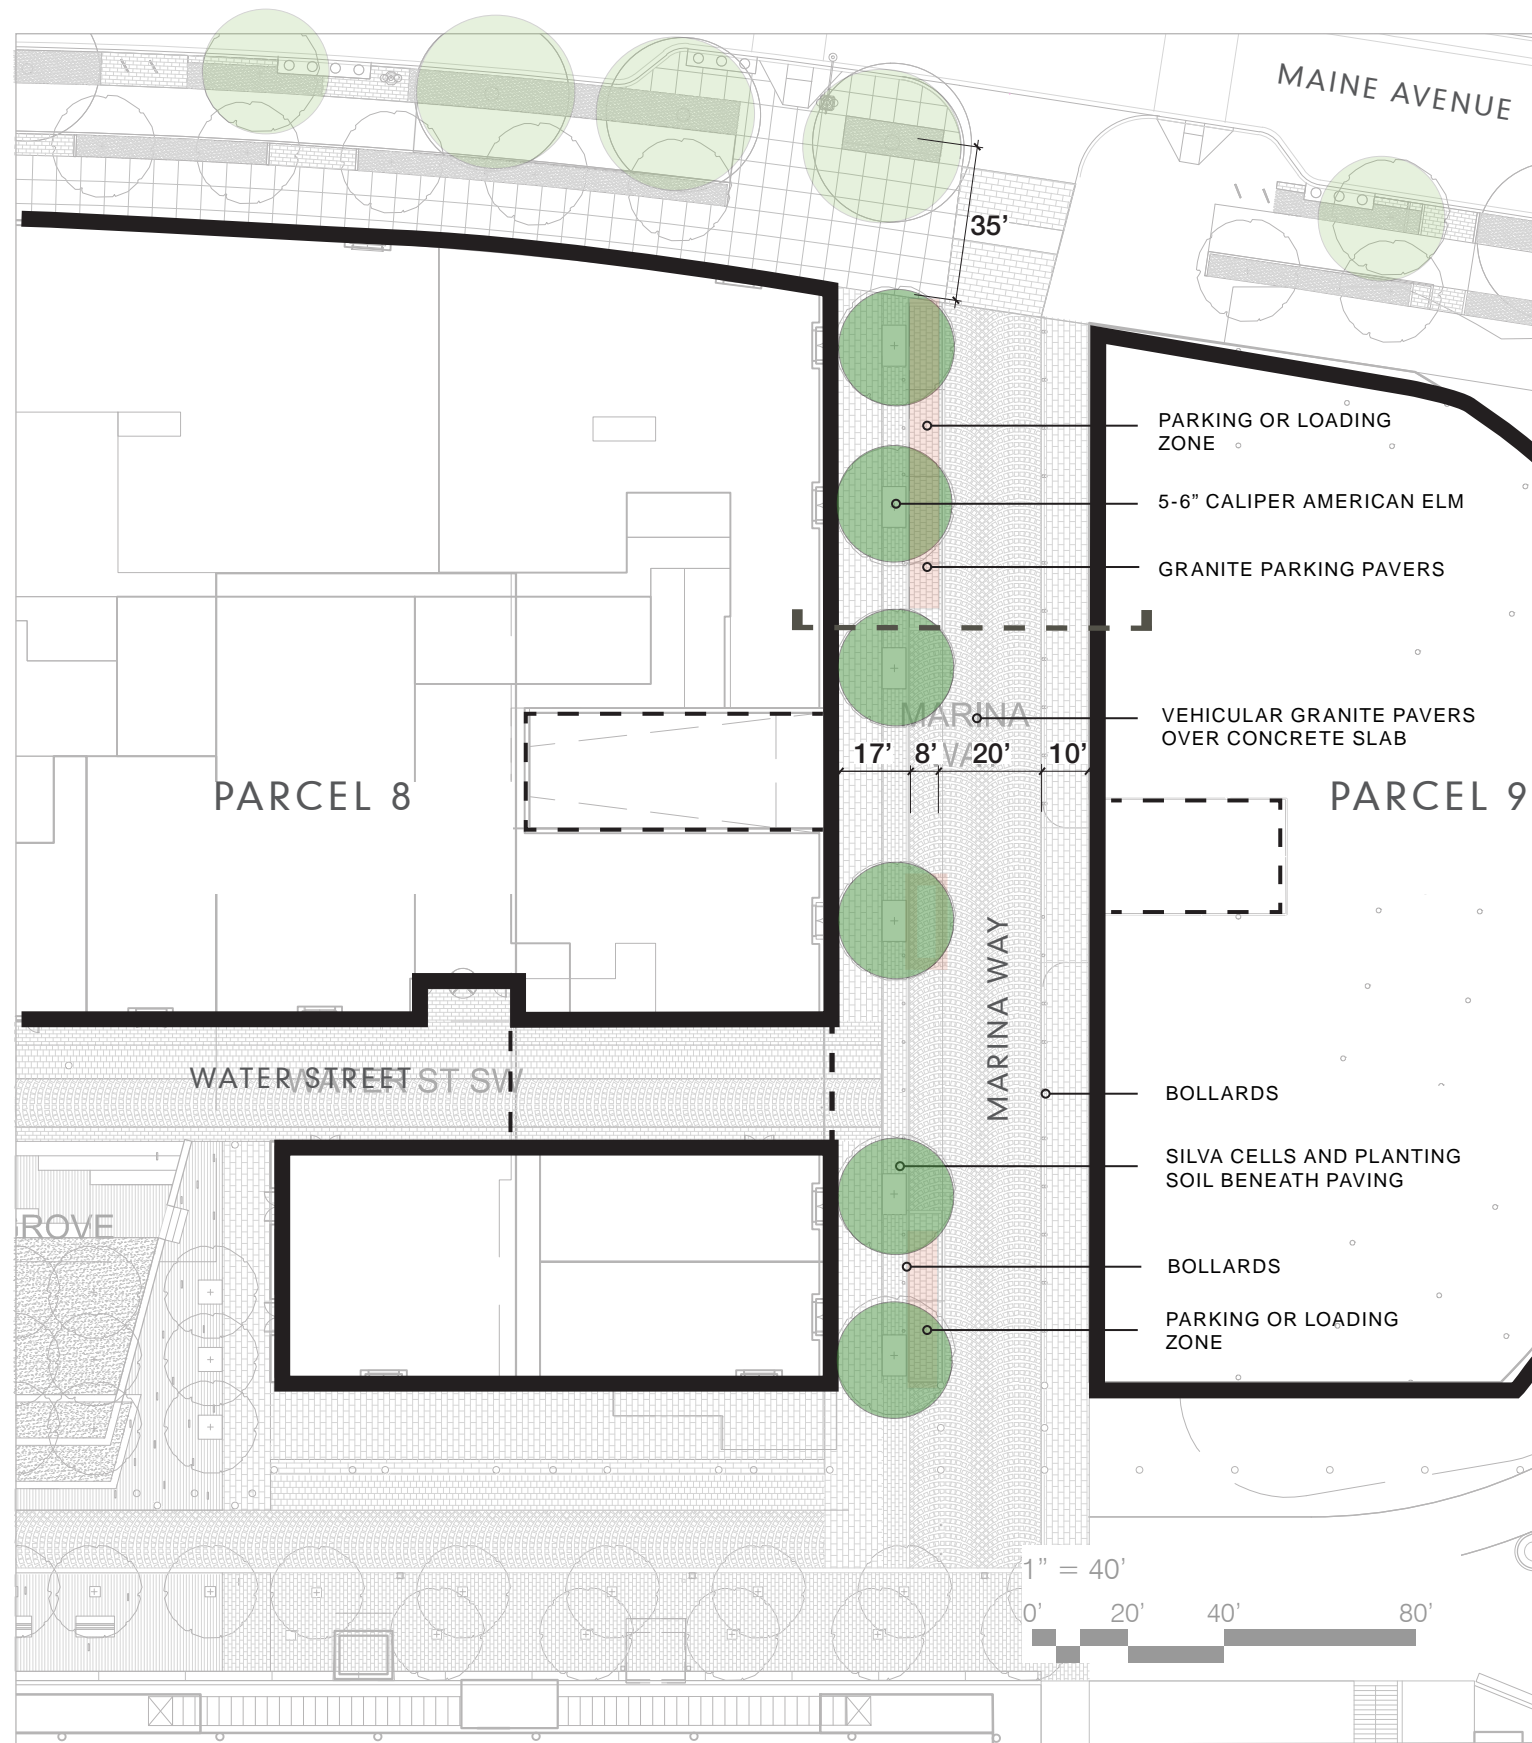 MAINE AVENUE
35’
PARKING OR LOADING
ZONE
5-6” CALIPER AMERICAN ELM
GRANITE PARKING PAVERS
MARINA
VEHICULAR GRANITE PAVERS
OVER CONCRETE SLAB
17’
8’
20’
10’
PARCEL 8
PARCEL 9
MARINA WAY
WATER STREET
WATER ST SW
BOLLARDS
SILVA CELLS AND PLANTING
SOIL BENEATH PAVING
ROVE
BOLLARDS
PARKING OR LOADING
ZONE
1” = 40’
0’
20’
40’
80’